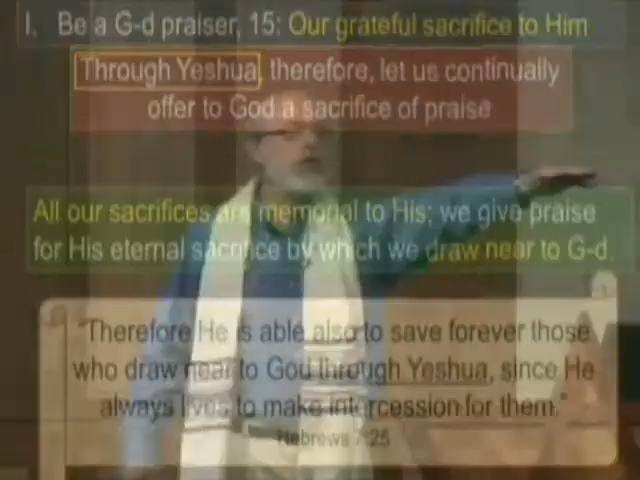 I. Be a G-d praiser, 15: Our grateful sacrifice to Him
Through Yeshua, therefore, let us continually
offer to God a sacrifice of praise
All our sacrifices are memorial to His; we give praise
for His eternal sacrifice by which we draw near to G-d.
"Therefore He is able also to save forever those
who draw near to God through Yeshua, since He
always lives to make intercession for them."
Hebrews 7:25